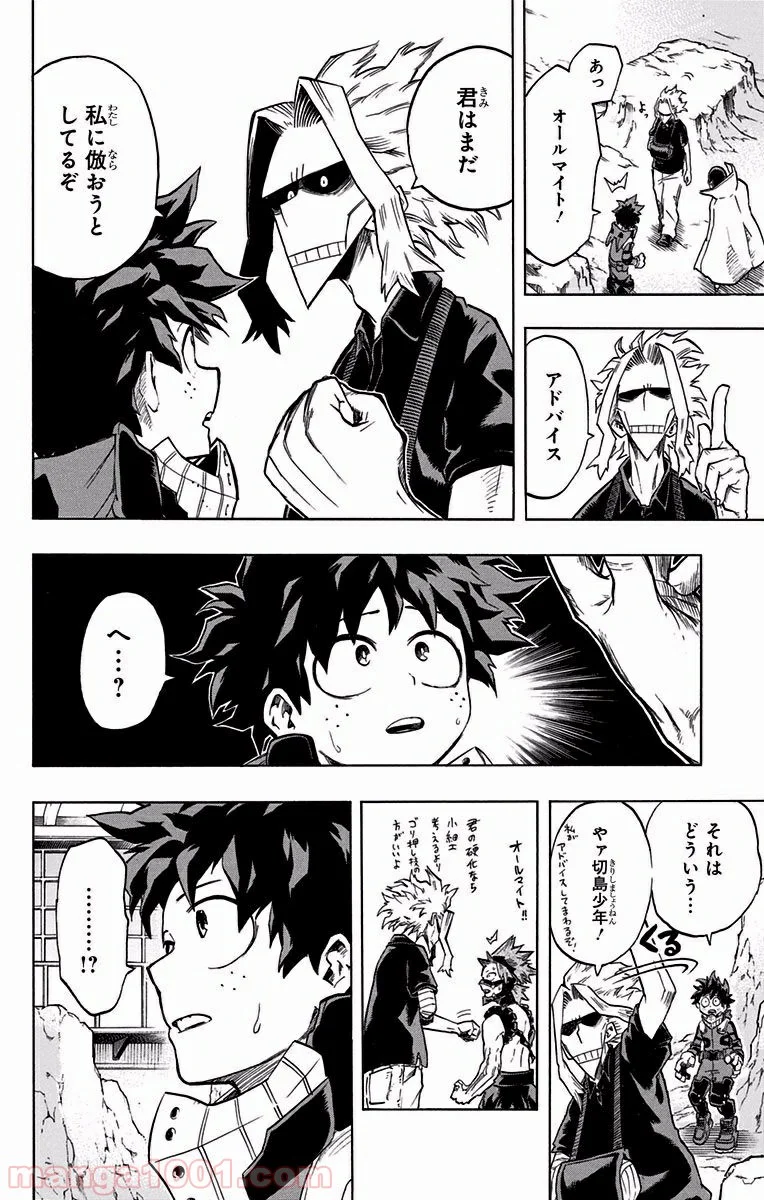 あっ
オールマイト！
アドバイス
君はまだ
私に倣おうと
してるぞ
へ…？
それは
どういう…
やァ切島少年！
私が
アドバイスしてまわるぞ！
くる
オールマイト!!
君の硬化なら
小細工
考えるより
ゴリ押し技の
方がいいよ
………!?
manga1001.com